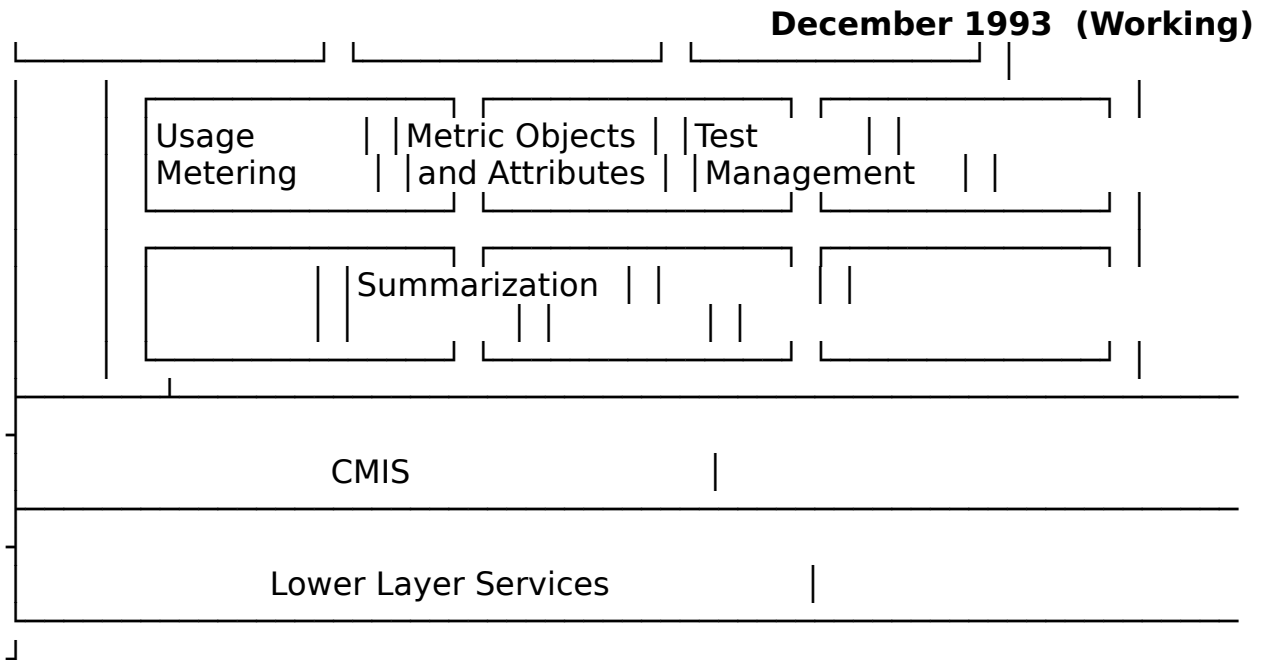 December 1993 (Working)
Usage Metric Objects Test
Metering and Attributes Management
Summarization
CMIS
Lower Layer Services